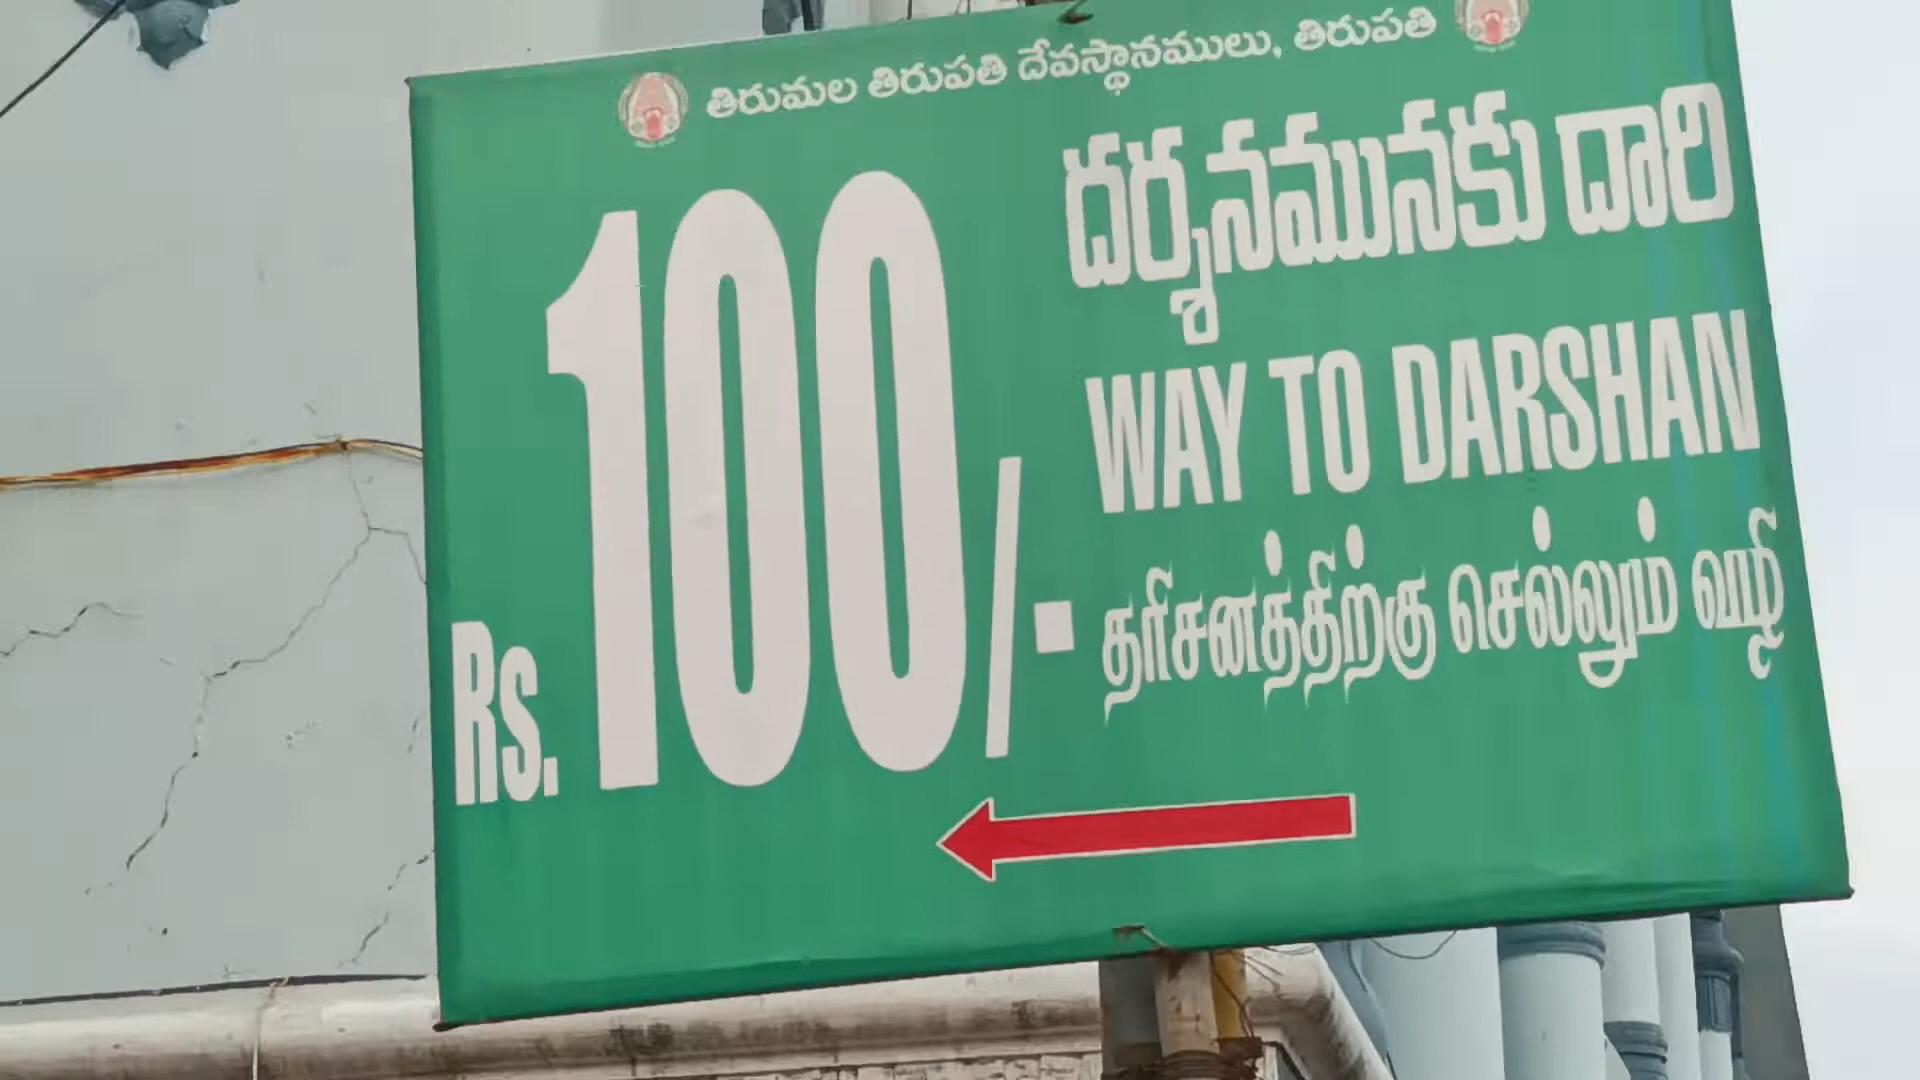 తిరుమల తిరుపతి దేవస్థానములు, తిరుపతి
Rs. 100/-
దర్శనమునకు దారి
WAY TO DARSHAN
தரிசனத்திற்கு செல்லும் வழி